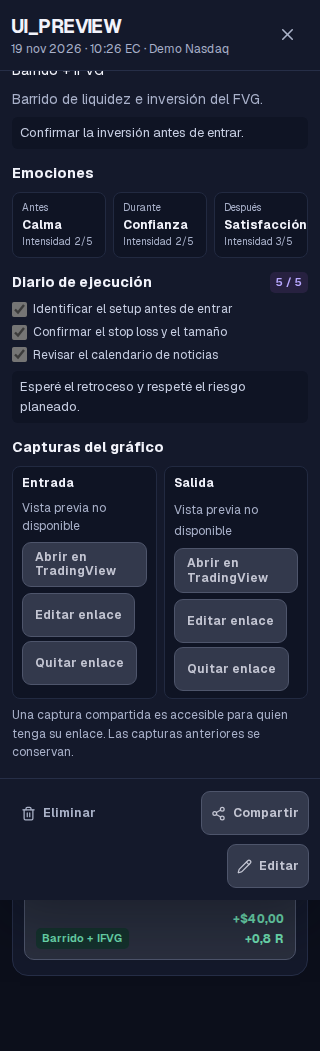 UI_PREVIEW
19 nov 2026 · 10:26 EC · Demo Nasdaq
Barrido + IFVG
Barrido de liquidez e inversión del FVG.
Confirmar la inversión antes de entrar.
Emociones
Antes
Calma
Intensidad 2/5
Durante
Confianza
Intensidad 2/5
Después
Satisfacción
Intensidad 3/5
Diario de ejecución
5 / 5
Identificar el setup antes de entrar
Confirmar el stop loss y el tamaño
Revisar el calendario de noticias
Esperé el retroceso y respeté el riesgo
planeado.
Capturas del gráfico
Entrada
Vista previa no
disponible
Abrir en
TradingView
Editar enlace
Quitar enlace
Salida
Vista previa no
disponible
Abrir en
TradingView
Editar enlace
Quitar enlace
Una captura compartida es accesible para quien
tenga su enlace. Las capturas anteriores se
conservan.
Eliminar
Compartir
Editar
+$40,00
Barrido + IFVG
+0,8 R